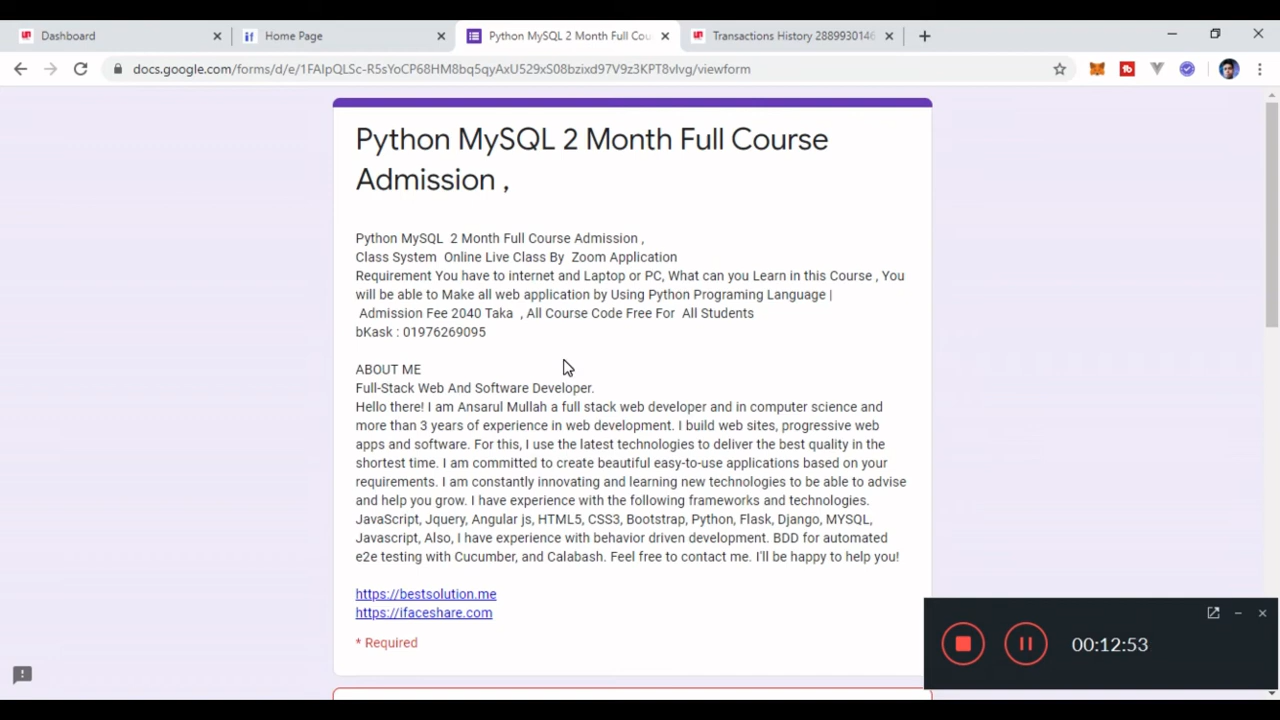 Dashboard
Home Page
Python MySQL 2 Month Full Cou
Transactions History 2889930146
docs.google.com/forms/d/e/1FAIpQLSc-R5sYoCP68HM8bq5qyAxU529xS08bzixd97V9z3KPT8vlvg/viewform
Python MySQL 2 Month Full Course
Admission ,
Python MySQL  2 Month Full Course Admission ,
Class System  Online Live Class By  Zoom Application
Requirement You have to internet and Laptop or PC, What can you Learn in this Course , You
will be able to Make all web application by Using Python Programing Language |
Admission Fee 2040 Taka  , All Course Code Free For  All Students
bKask : 01976269095
ABOUT ME
Full-Stack Web And Software Developer.
Hello there! I am Ansarul Mullah a full stack web developer and in computer science and
more than 3 years of experience in web development. I build web sites, progressive web
apps and software. For this, I use the latest technologies to deliver the best quality in the
shortest time. I am committed to create beautiful easy-to-use applications based on your
requirements. I am constantly innovating and learning new technologies to be able to advise
and help you grow. I have experience with the following frameworks and technologies.
JavaScript, Jquery, Angular js, HTML5, CSS3, Bootstrap, Python, Flask, Django, MYSQL,
Javascript, Also, I have experience with behavior driven development. BDD for automated
e2e testing with Cucumber, and Calabash. Feel free to contact me. I'll be happy to help you!
https://bestsolution.me
https://ifaceshare.com
* Required
00:12:53